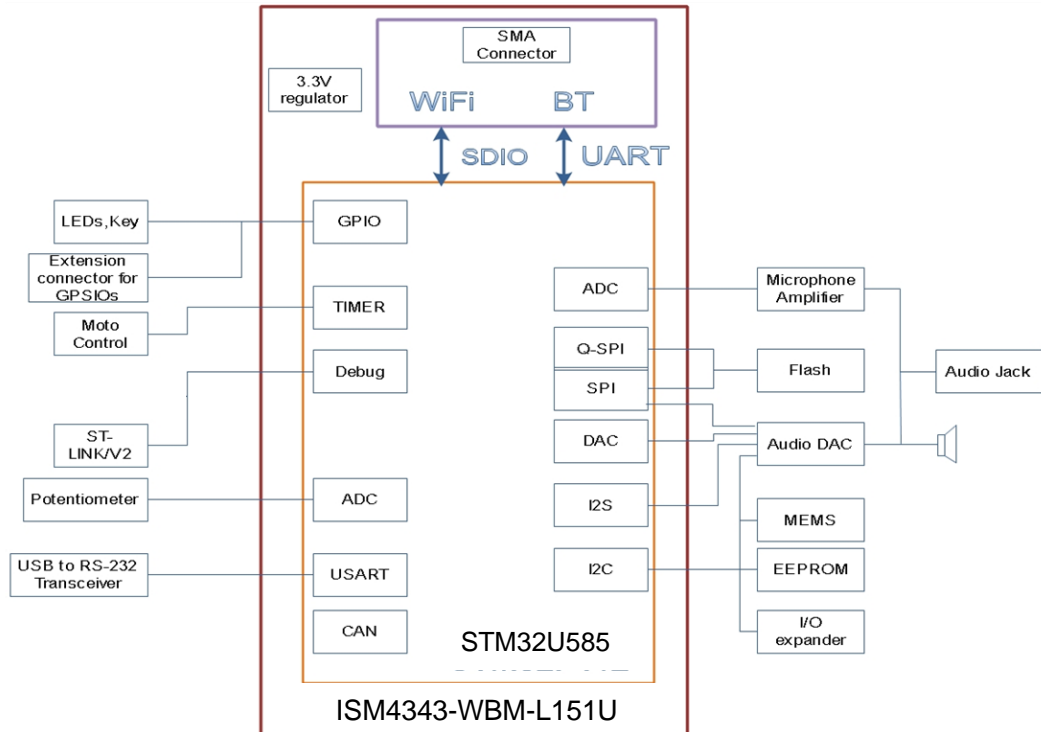 SMA
Connector
3.3V
regulator
WiFi
BT
SDIO
UART
LEDs,Key
GPIO
Extension
connector for
GPSIOs
ADC
Microphone
Amplifier
Moto
Control
TIMER
Q-SPI
Debug
SPI
Flash
Audio Jack
ST-
LINK/V2
DAC
Audio DAC
Potentiometer
ADC
I2S
MEMS
USB to RS-232
Transceiver
USART
I2C
EEPROM
CAN
I/O
expander
STM32U585
ISM4343-WBM-L151U